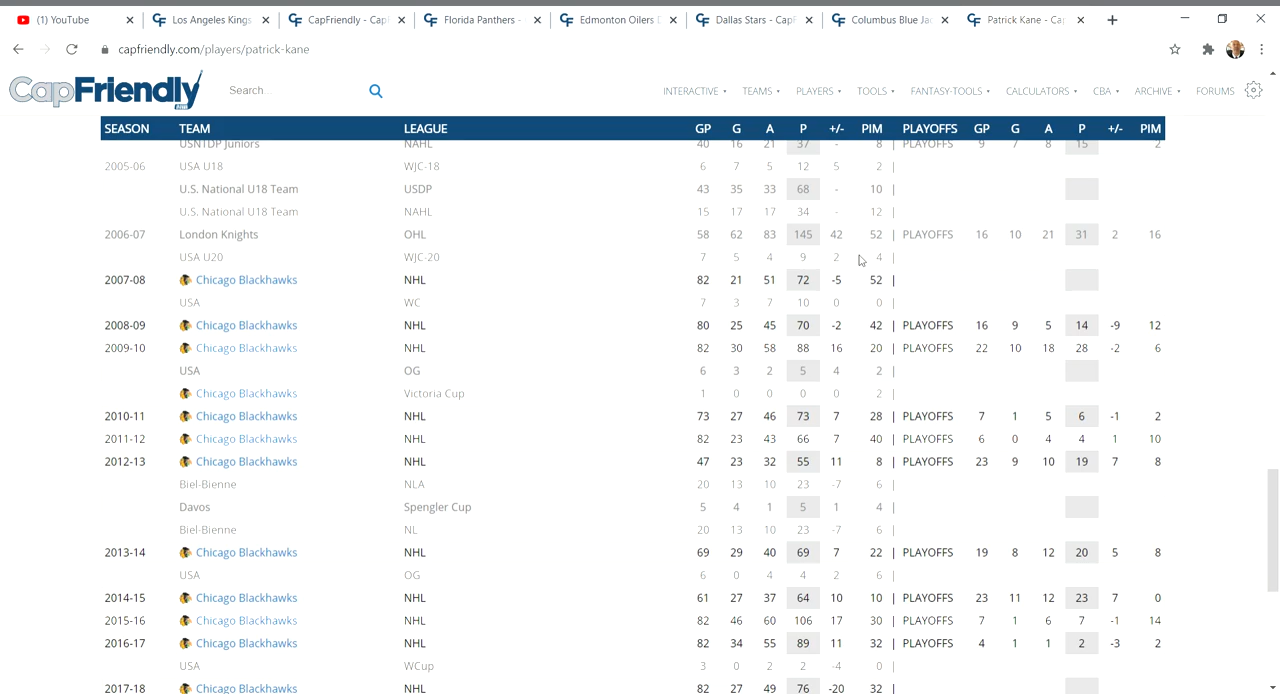 (1) YouTube × Los Angeles Kings × CapFriendly - Capi × Florida Panthers - × Edmonton Oilers D × Dallas Stars - CapF × Columbus Blue Jac × Patrick Kane - Cap × +
capfriendly.com/players/patrick-kane
CapFriendly Search... INTERACTIVE TEAMS PLAYERS TOOLS FANTASY-TOOLS CALCULATORS CBA ARCHIVE FORUMS
SEASON TEAM LEAGUE GP G A P +/- PIM PLAYOFFS GP G A P +/- PIM
USNTDP Juniors NAHL 40 16 21 37 - 8 | PLAYOFFS 9 7 8 15 2
2005-06 USA U18 WJC-18 6 7 5 12 5 2 |
U.S. National U18 Team USDP 43 35 33 68 - 10 |
U.S. National U18 Team NAHL 15 17 17 34 - 12 |
2006-07 London Knights OHL 58 62 83 145 42 52 | PLAYOFFS 16 10 21 31 2 16
USA U20 WJC-20 7 5 4 9 2 4 |
2007-08 Chicago Blackhawks NHL 82 21 51 72 -5 52 |
USA WC 7 3 7 10 0 0 |
2008-09 Chicago Blackhawks NHL 80 25 45 70 -2 42 | PLAYOFFS 16 9 5 14 -9 12
2009-10 Chicago Blackhawks NHL 82 30 58 88 16 20 | PLAYOFFS 22 10 18 28 -2 6
USA OG 6 3 2 5 4 2 |
Chicago Blackhawks Victoria Cup 1 0 0 0 0 2 |
2010-11 Chicago Blackhawks NHL 73 27 46 73 7 28 | PLAYOFFS 7 1 5 6 -1 2
2011-12 Chicago Blackhawks NHL 82 23 43 66 7 40 | PLAYOFFS 6 0 4 4 1 10
2012-13 Chicago Blackhawks NHL 47 23 32 55 11 8 | PLAYOFFS 23 9 10 19 7 8
Biel-Bienne NLA 20 13 10 23 -7 6 |
Davos Spengler Cup 5 4 1 5 1 4 |
Biel-Bienne NL 20 13 10 23 -7 6 |
2013-14 Chicago Blackhawks NHL 69 29 40 69 7 22 | PLAYOFFS 19 8 12 20 5 8
USA OG 6 0 4 4 2 6 |
2014-15 Chicago Blackhawks NHL 61 27 37 64 10 10 | PLAYOFFS 23 11 12 23 7 0
2015-16 Chicago Blackhawks NHL 82 46 60 106 17 30 | PLAYOFFS 7 1 6 7 -1 14
2016-17 Chicago Blackhawks NHL 82 34 55 89 11 32 | PLAYOFFS 4 1 1 2 -3 2
USA WCup 3 0 2 2 -4 0 |
2017-18 Chicago Blackhawks NHL 82 27 49 76 -20 32 |